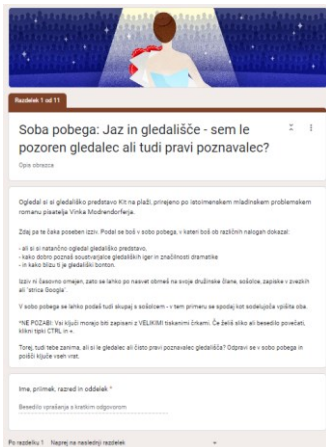 Razdelek 1 od 11
Soba pobega: Jaz in gledališče - sem le
pozoren gledalec ali tudi pravi poznavalec?
Opis obrazca
Ogledal si si gledališko predstavo Kit na plaži, prirejeno po istoimenskem mladinskem problemskem
romanu pisatelja Vinka Möderndorferja.
Zdaj pa te čaka poseben izziv. Podal se boš v sobo pobega, v kateri boš ob različnih nalogah dokazal:
- ali si si natančno ogledal gledališko predstavo,
- kako dobro poznaš soustvarjalce gledaliških iger in značilnosti dramatike
- in kako blizu ti je gledališki bonton.
Izziv ni časovno omejen, zato se lahko po nasvet obrneš na svoje družinske člane, sošolce, zapiske v zvezkih
ali "strica Googla".
V sobo pobega se lahko podaš tudi skupaj s sošolcem - v tem primeru se spodaj kot sodelujoča vpišita oba.
*NE POZABI: Vsi ključi morajo biti zapisani z VELIKIMI tiskanimi črkami. Če želiš sliko ali besedilo povečati,
klikni tipki CTRL in +.
Torej, tudi tebe zanima, ali si le gledalec ali čisto pravi poznavalec gledališča? Odpravi se v sobo pobega in
poišči ključe vseh vrat.
Ime, priimek, razred in oddelek *
Besedilo vprašanja s kratkim odgovorom
Po razdelku 1 Naprej na naslednji razdelek